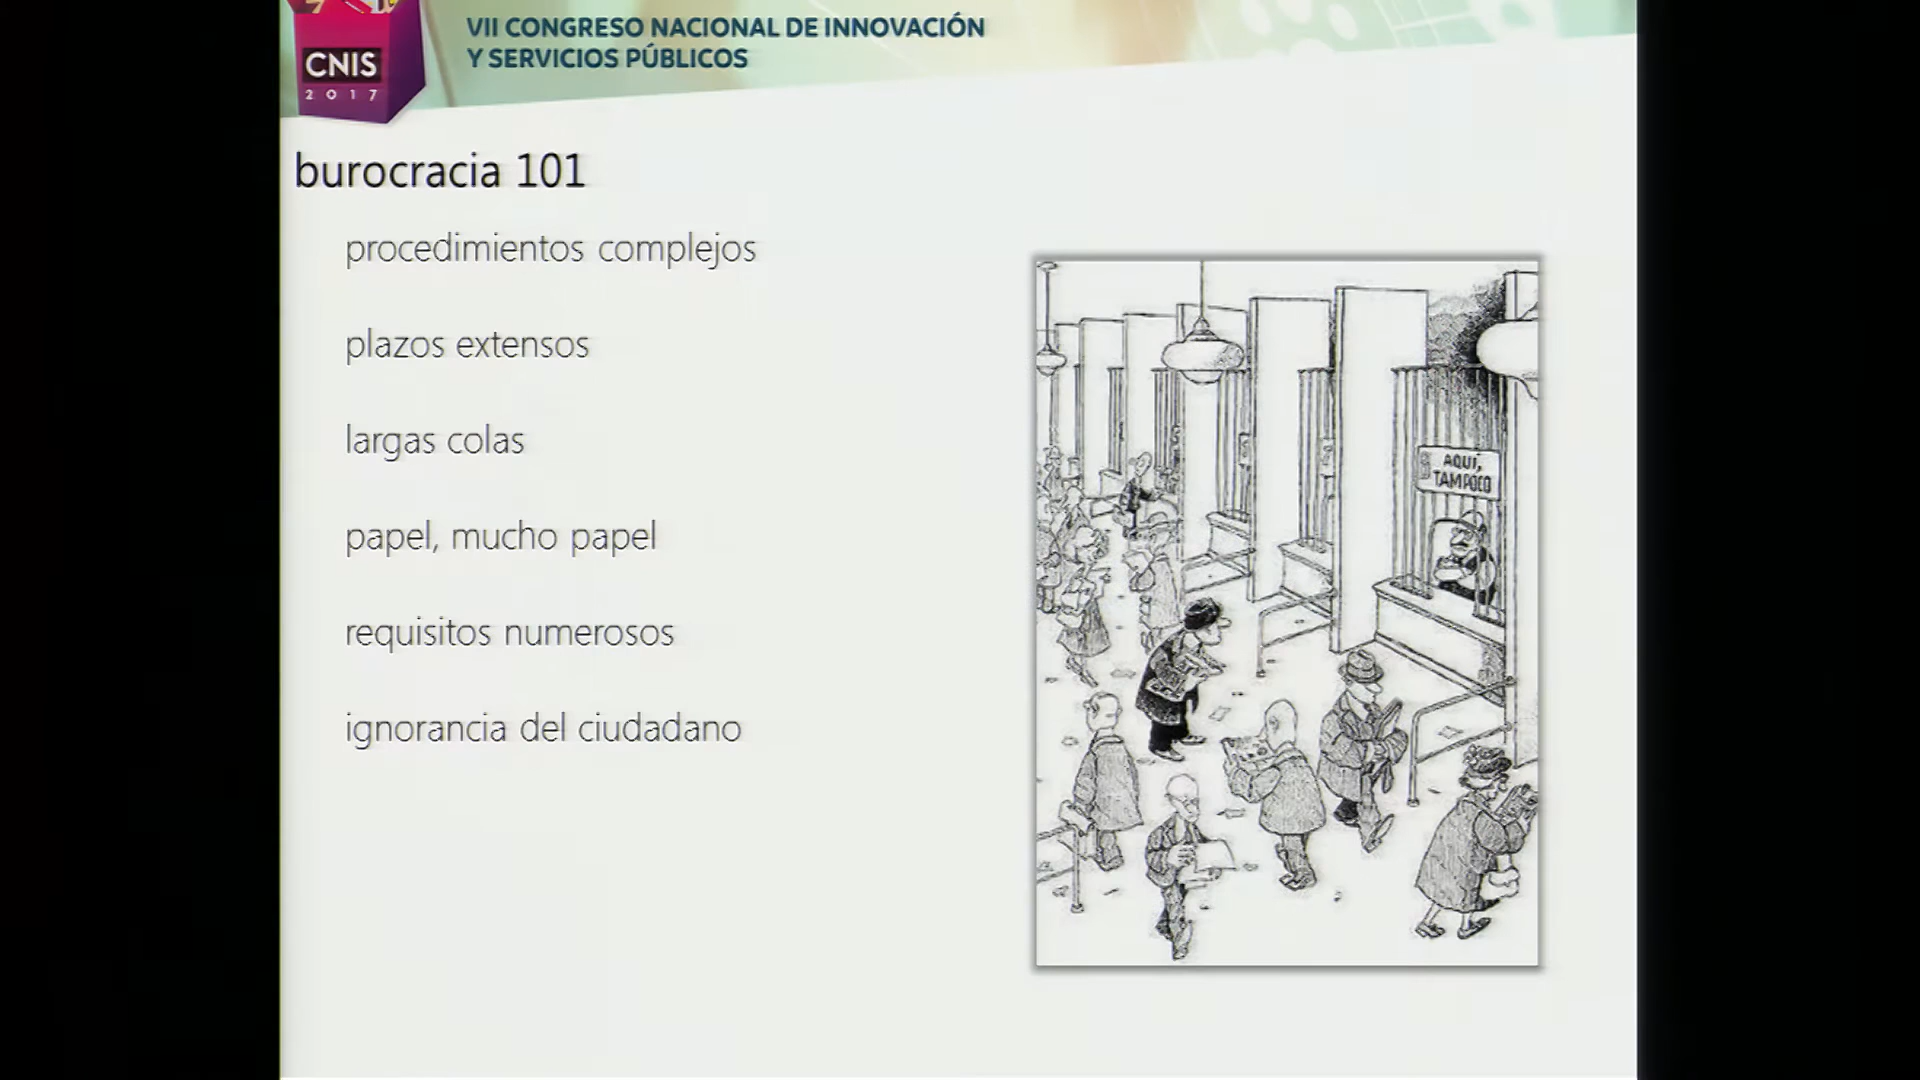 CNIS
2017
VII CONGRESO NACIONAL DE INNOVACIÓN
Y SERVICIOS PÚBLICOS
burocracia 101
procedimientos complejos
plazos extensos
largas colas
papel, mucho papel
requisitos numerosos
ignorancia del ciudadano
AQUÍ,
TAMPOCO